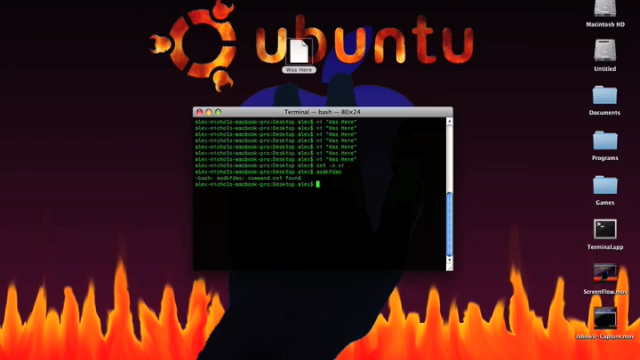 ubuntu
Macintosh HD
Was Here
Untitled
Terminal — bash — 80×24
alex-nichols-macbook-pro:Desktop alex$ vi "Was Here"
alex-nichols-macbook-pro:Desktop alex$ vi "Was Here"
alex-nichols-macbook-pro:Desktop alex$ vi "Was Here"
alex-nichols-macbook-pro:Desktop alex$ vi "Was Here"
alex-nichols-macbook-pro:Desktop alex$ vi "Was Here"
alex-nichols-macbook-pro:Desktop alex$ vi "Was Here"
alex-nichols-macbook-pro:Desktop alex$ vi "Was Here"
alex-nichols-macbook-pro:Desktop alex$ set -o vi
alex-nichols-macbook-pro:Desktop alex$ asdkfdas
-bash: asdkfdas: command not found
alex-nichols-macbook-pro:Desktop alex$
Documents
Programs
Games
Terminal.app
ScreenFlow.mov
iShowU-Capture.mov